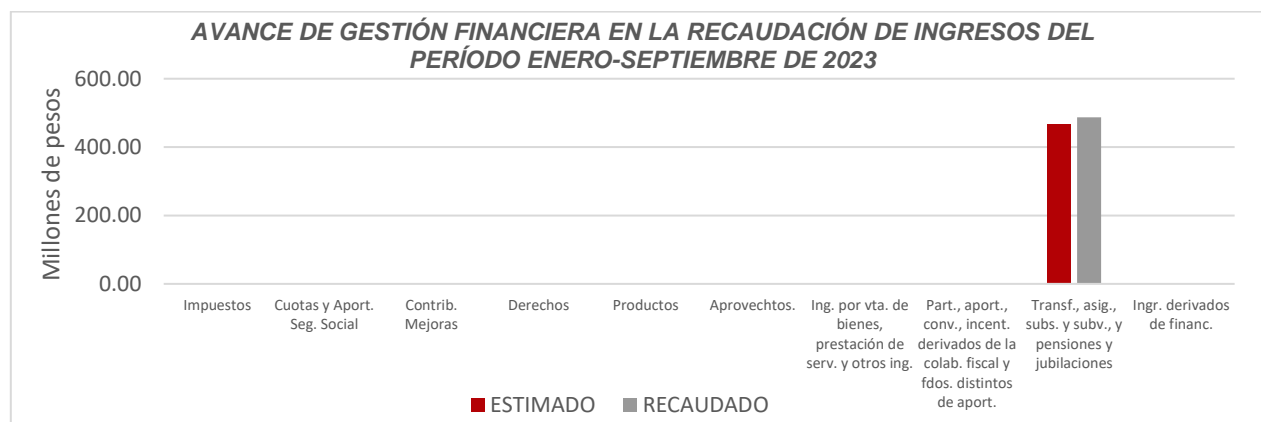 AVANCE DE GESTIÓN FINANCIERA EN LA RECAUDACIÓN DE INGRESOS DEL
PERÍODO ENERO-SEPTIEMBRE DE 2023
Millones de pesos
600.00
400.00
200.00
0.00
Impuestos
Cuotas y Aport.
Seg. Social
Contrib.
Mejoras
Derechos
Productos
Aprovechtos.
Ing. por vta. de
bienes,
prestación de
serv. y otros ing.
Part., aport.,
conv., incent.
derivados de la
colab. fiscal y
fdos. distintos
de aport.
Transf., asig.,
subs. y subv., y
pensiones y
jubilaciones
Ingr. derivados
de financ.
ESTIMADO
RECAUDADO